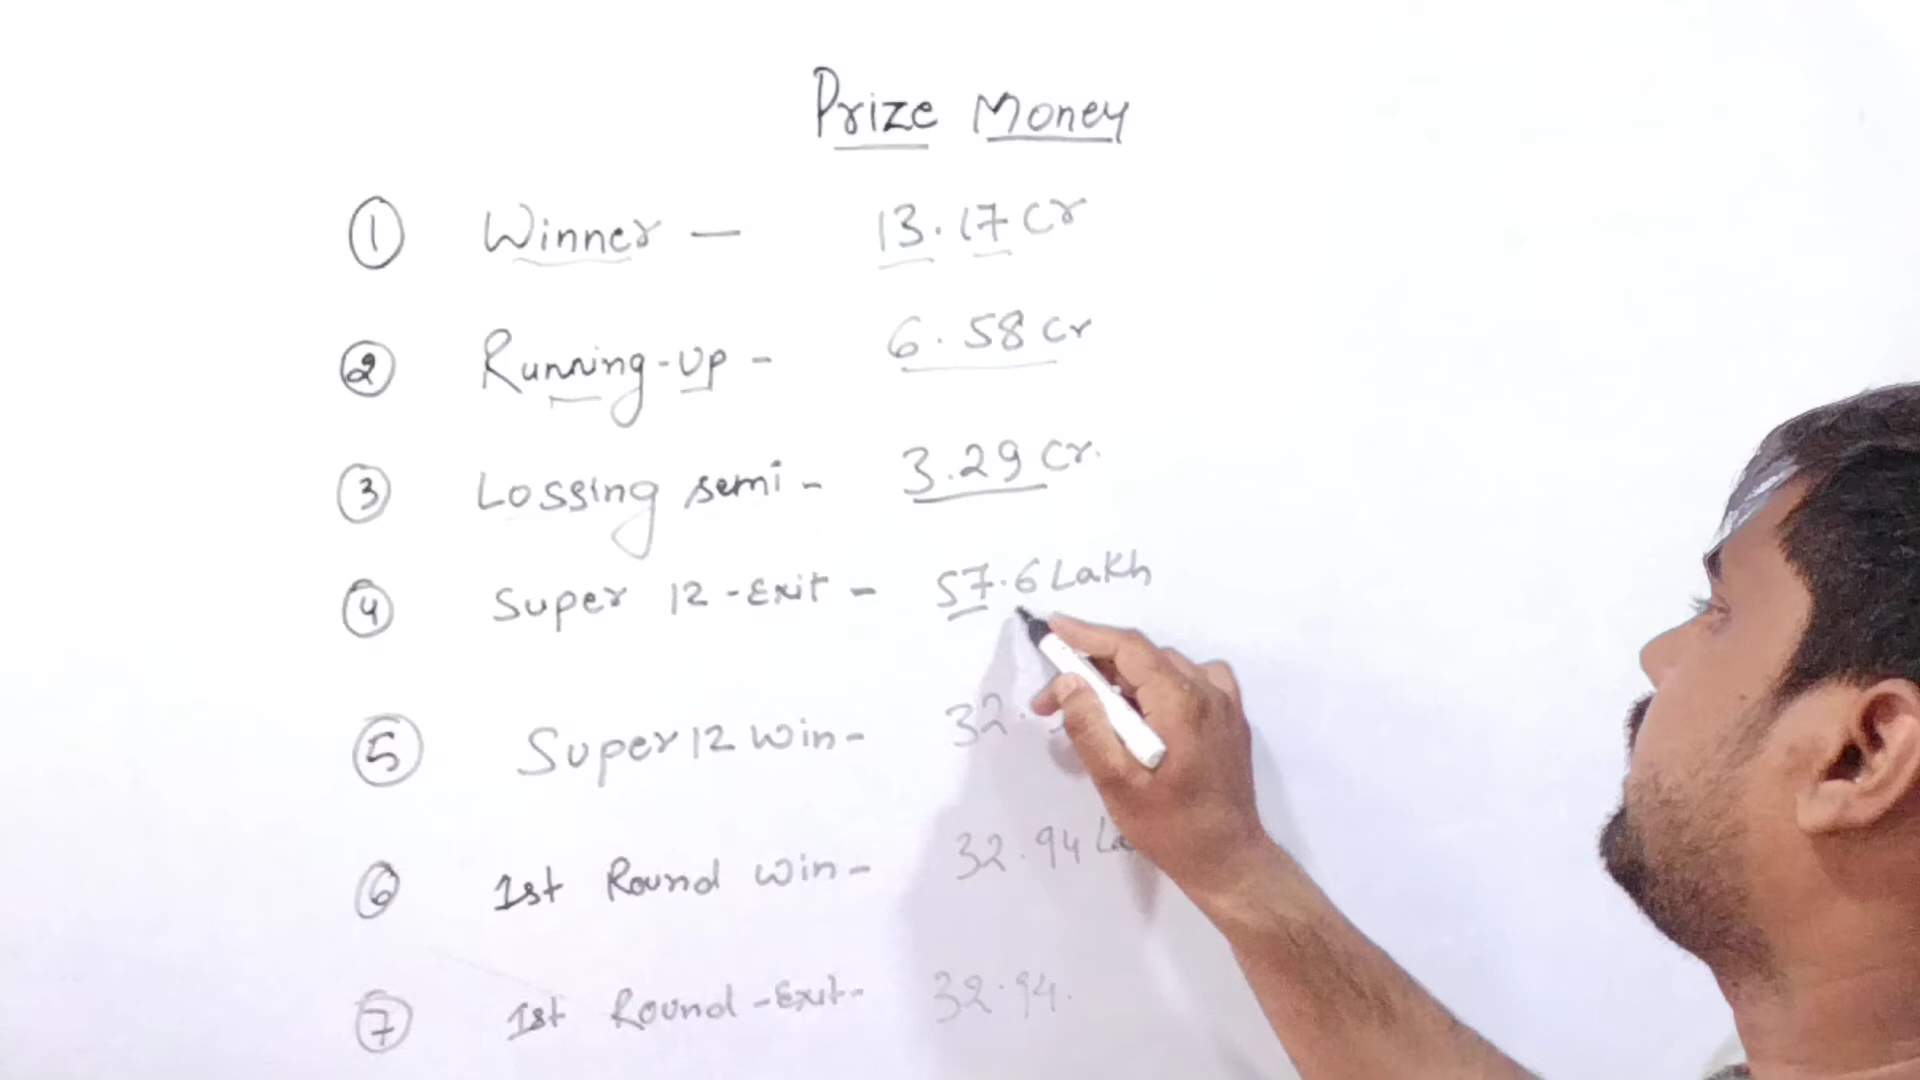 Prize Money
① Winner — 13.17 Cr
② Running-up - 6.58 Cr
③ Lossing semi - 3.29 Cr.
④ Super 12 -Exit - 57.6 Lakh
⑤ Super 12 Win - 32.
⑥ 1st Round Win - 32.94
⑦ 1st Round -Exit- 32.94.